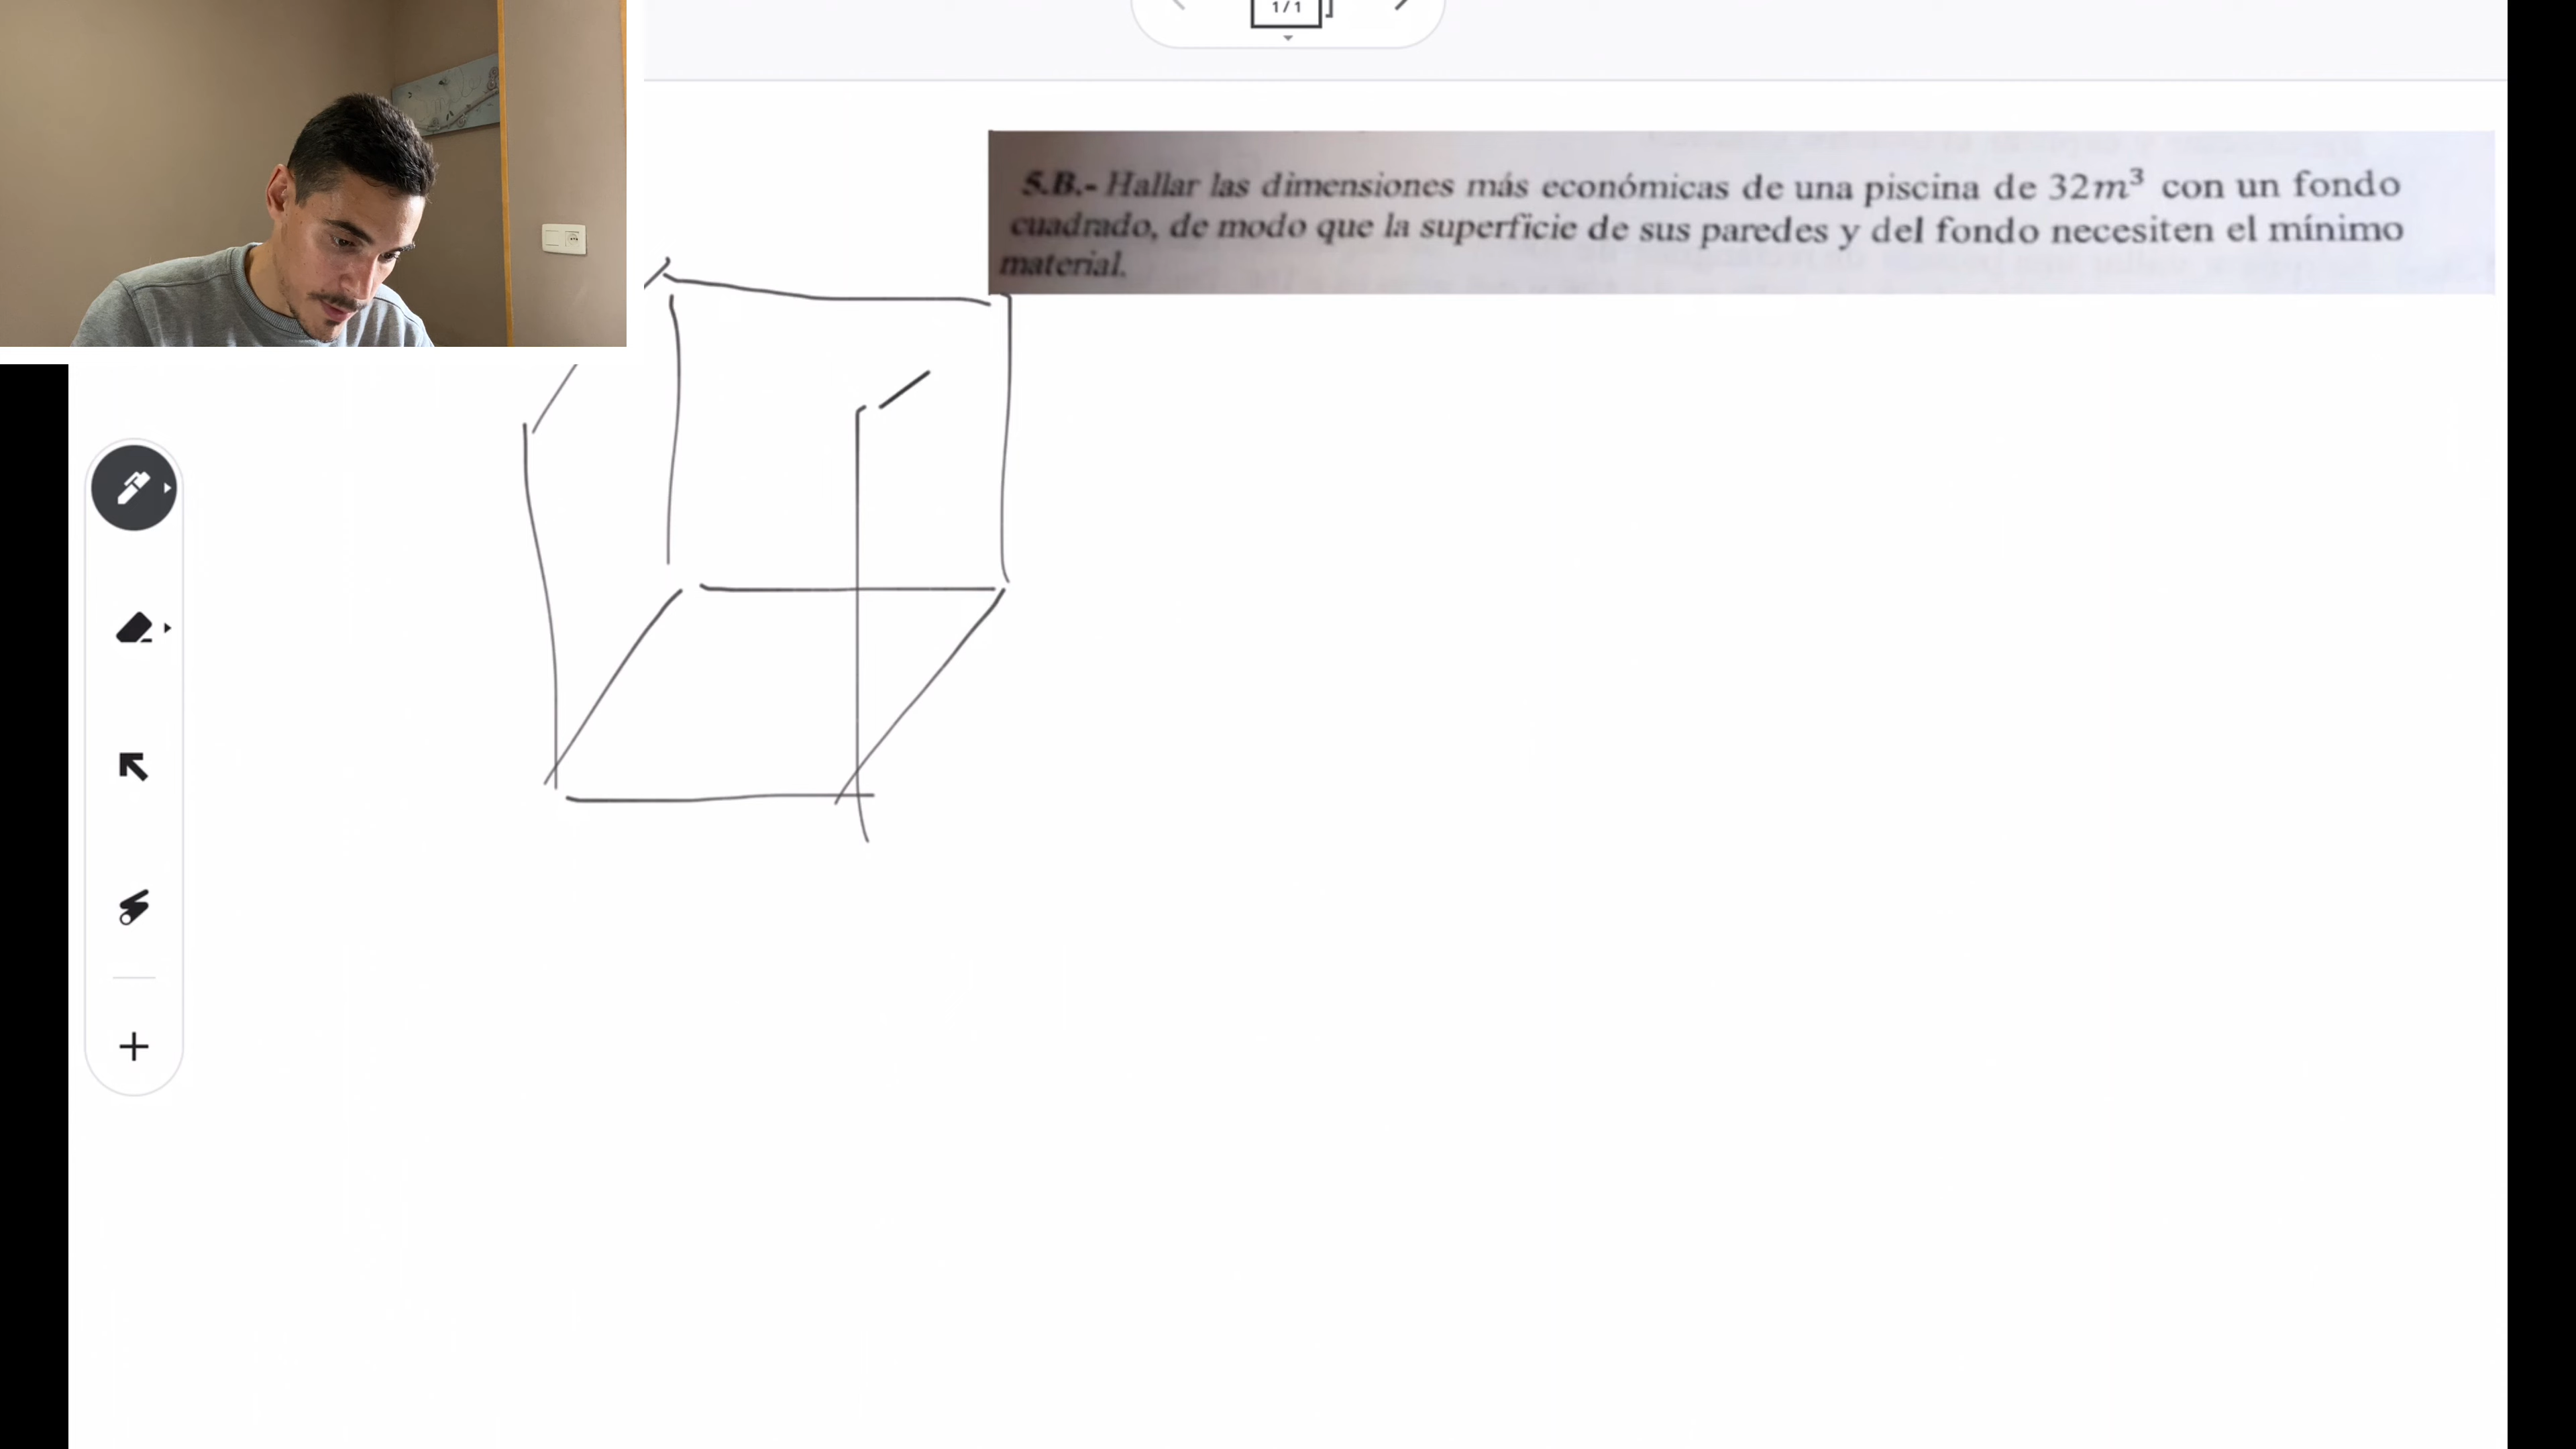 1 / 1
5.B.- Hallar las dimensiones más económicas de una piscina de 32m³ con un fondo
cuadrado, de modo que la superficie de sus paredes y del fondo necesiten el mínimo
material.